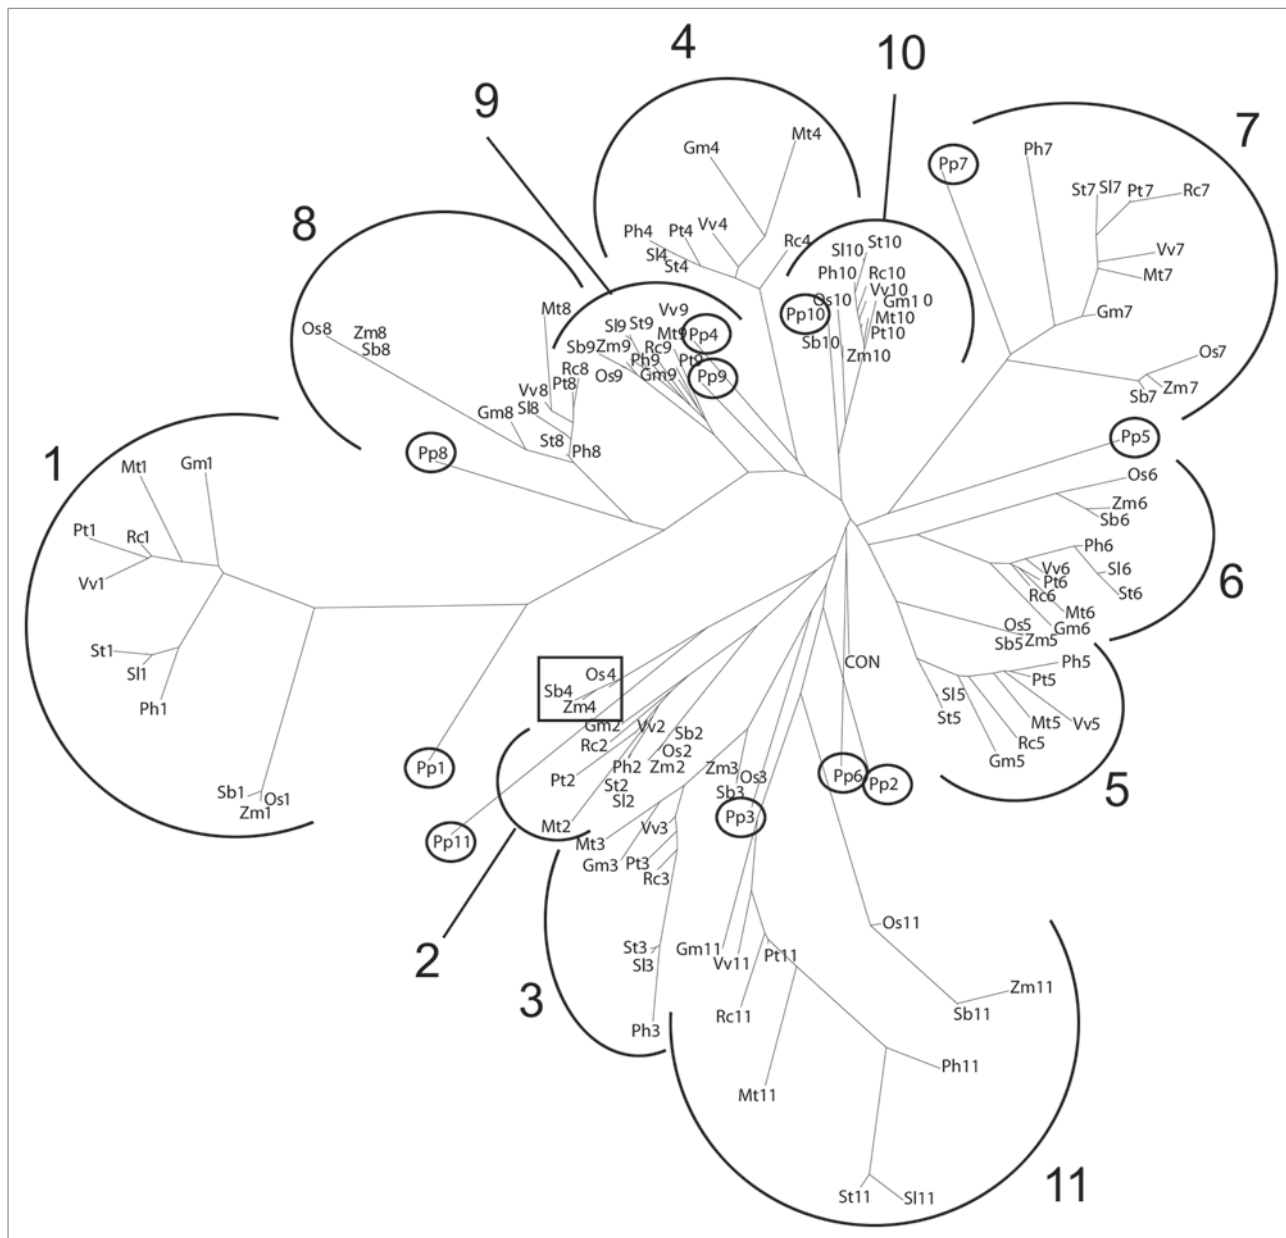 4
10
9
7
8
1
6
5
2
3
11
Gm4
Mt4
Ph4
Pt4
Vv4
Sl4
St4
Rc4
Sl10
St10
Ph10
Rc10
Os10
Vv10
Gm1 0
Pp10
Mt10
Sb10
Pt10
Zm10
Pp7
Ph7
St7
Sl7
Pt7
Rc7
Vv7
Mt7
Gm7
Os7
Zm7
Sb7
Mt8
Os8
Zm8
Sb8
Rc8
Pt8
Vv8
Gm8
Sl8
St8
Ph8
Pp8
Vv9
Sl9
St9
Mt9
Pp4
Sb9
Zm9
Rc9
Ph9
Pt9
Os9
Gm9
Pp9
Pp5
Os6
Zm6
Sb6
Ph6
Vv6
Sl6
Pt6
Rc6
St6
Mt6
Gm6
Os5
Zm5
Sb5
Ph5
Pt5
Sl5
St5
Mt5
Vv5
Rc5
Gm5
Mt1
Gm1
Pt1
Rc1
Vv1
St1
Sl1
Ph1
Sb1
Os1
Zm1
Pp1
Pp11
CON
Os4
Sb4
Zm4
Gm2
Vv2
Rc2
Sb2
Os2
Pt2
Ph2
Zm2
St2
Sl2
Mt2
Zm3
Os3
Sb3
Pp3
Pp6
Pp2
Mt3
Vv3
Gm3
Pt3
Rc3
St3
Sl3
Ph3
Gm11
Vv11
Pt11
Os11
Zm11
Sb11
Rc11
Ph11
Mt11
St11
Sl11